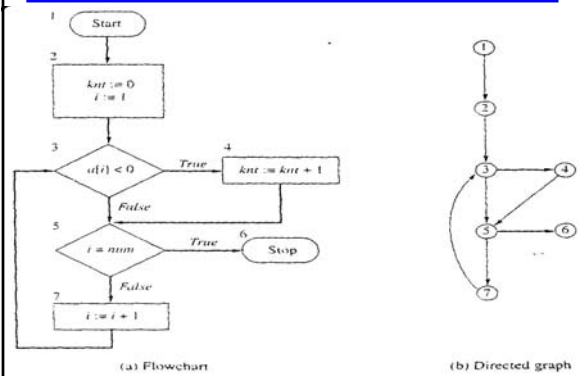 1
Start
2
knt := 0
i := 1
3
a[i] < 0
True
4
knt := knt + 1
False
5
i = num
True
6
Stop
False
7
i := i + 1
(a) Flowchart
1
2
3
4
5
6
7
(b) Directed graph